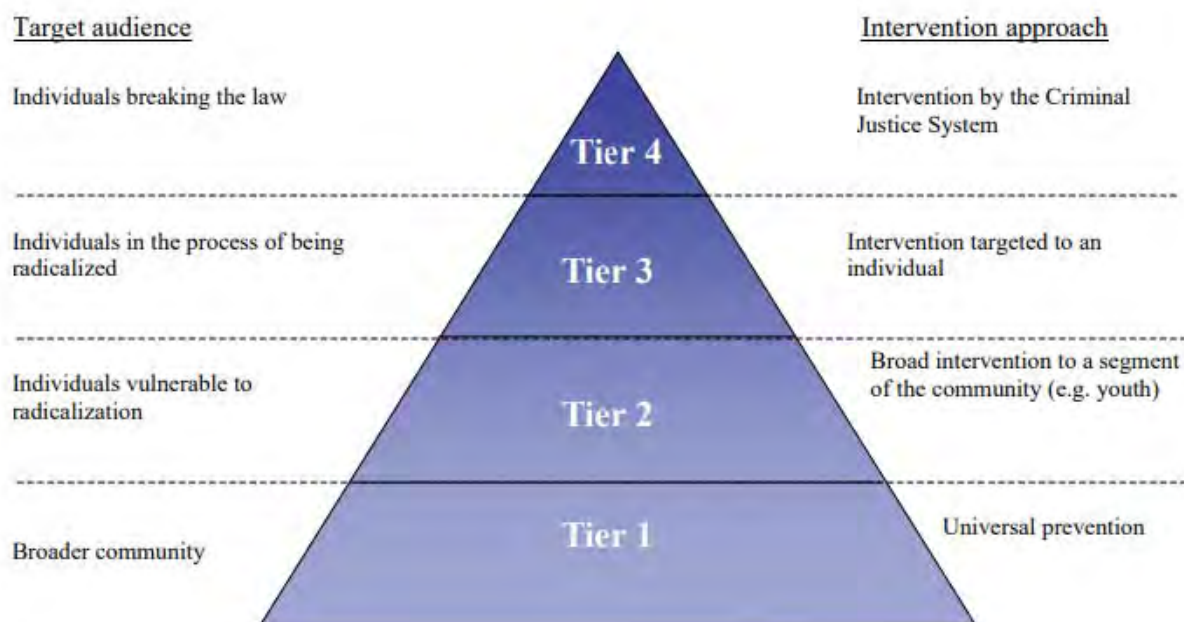 Target audience
Intervention approach
Individuals breaking the law
Intervention by the Criminal
Justice System
Tier 4
Individuals in the process of being
radicalized
Intervention targeted to an
individual
Tier 3
Individuals vulnerable to
radicalization
Broad intervention to a segment
of the community (e.g. youth)
Tier 2
Broader community
Universal prevention
Tier 1